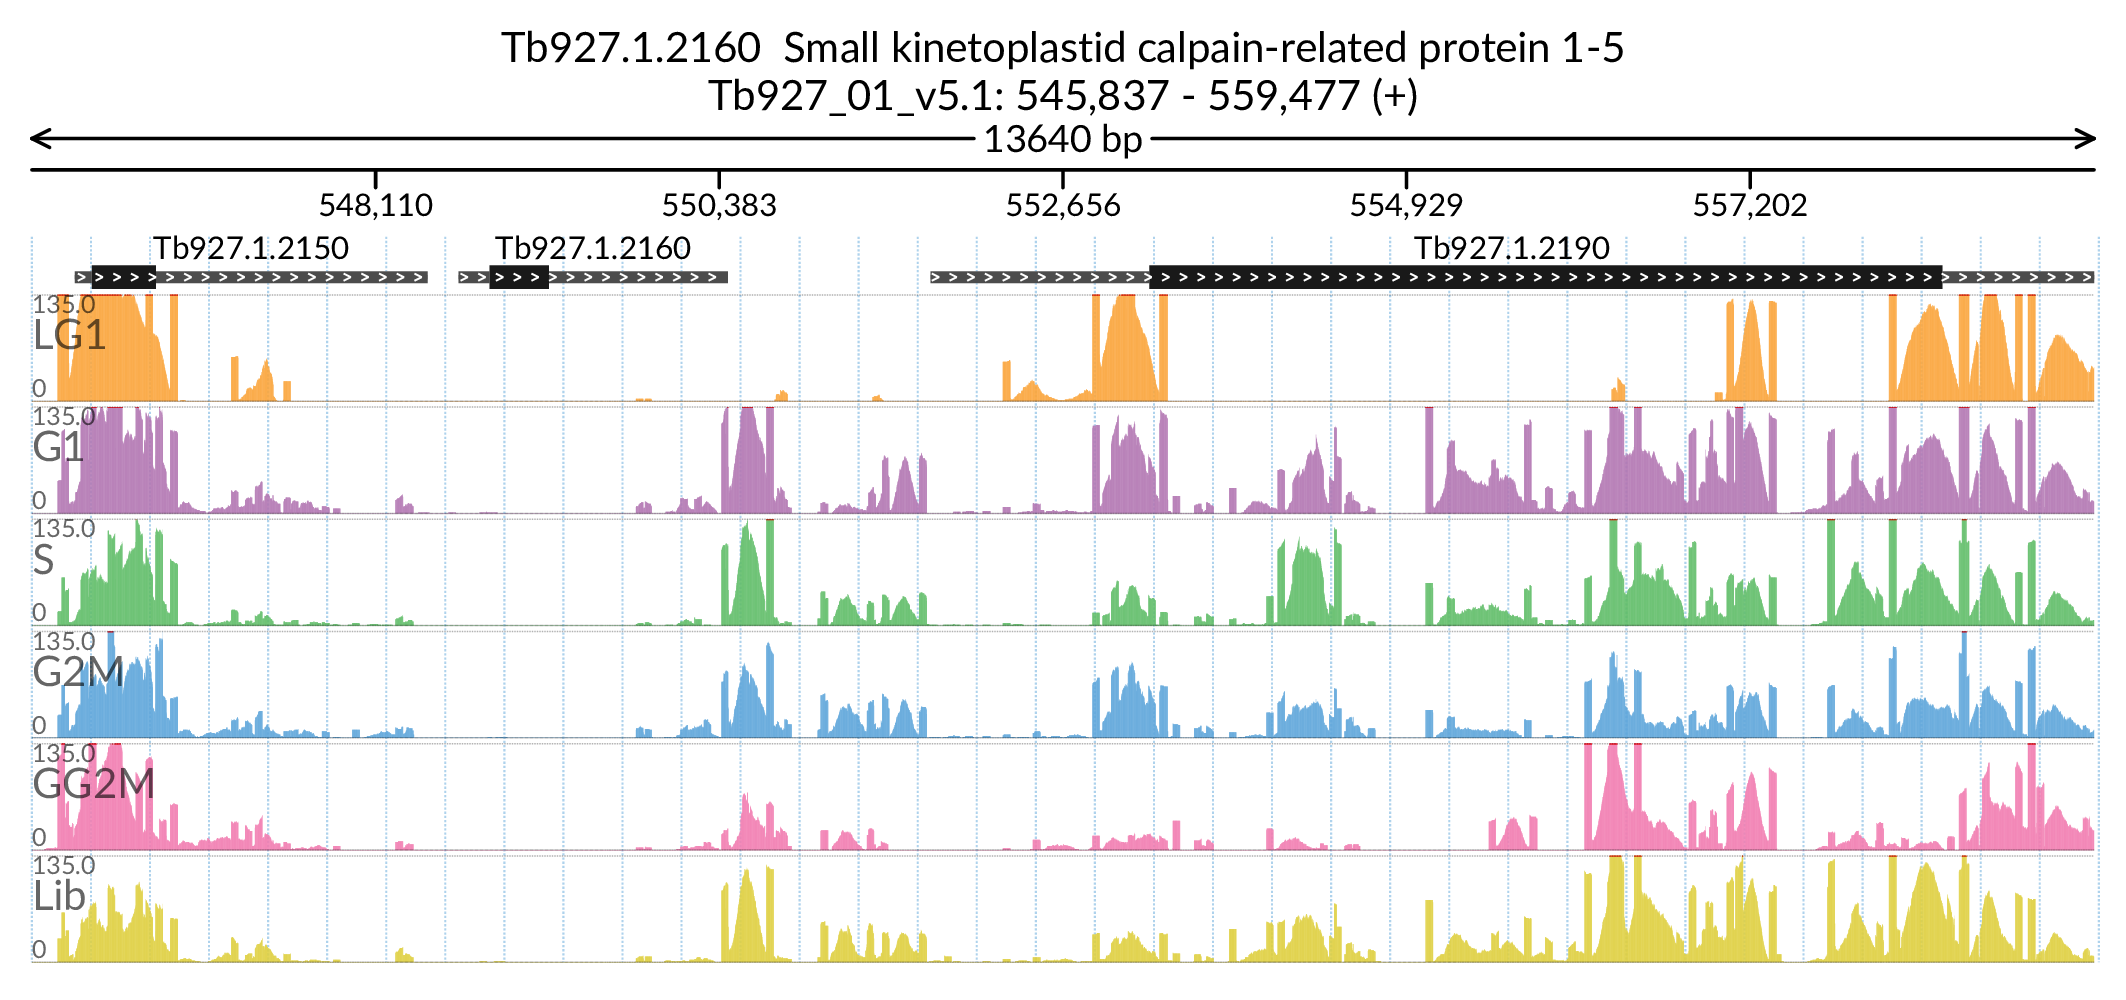 Tb927.1.2160  Small kinetoplastid calpain-related protein 1-5
Tb927_01_v5.1: 545,837 - 559,477 (+)
13640 bp
548,110 550,383 552,656 554,929 557,202
Tb927.1.2150 Tb927.1.2160 Tb927.1.2190
135.0
LG1
0
135.0
G1
0
135.0
S
0
135.0
G2M
0
135.0
GG2M
0
135.0
Lib
0